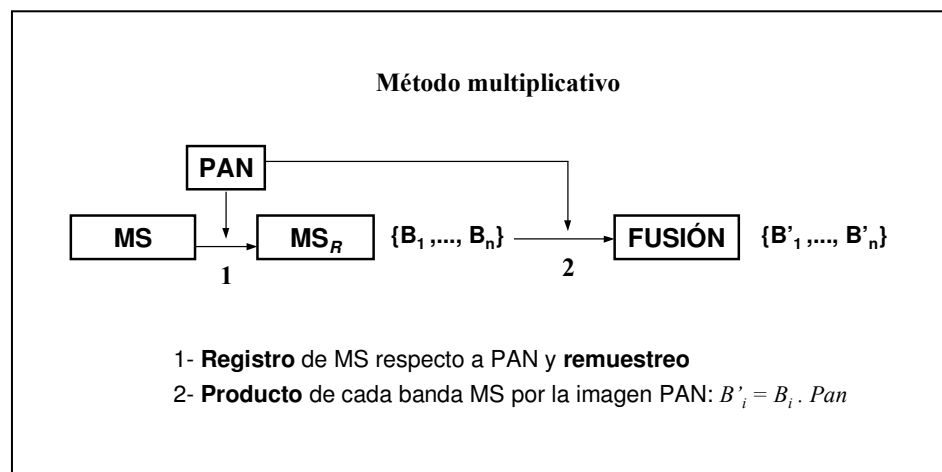 Método multiplicativo
PAN
MS
MS_R
{B_1 ,..., B_n}
FUSIÓN
{B'_1 ,..., B'_n}
1
2
1- Registro de MS respecto a PAN y remuestreo
2- Producto de cada banda MS por la imagen PAN: B'_i = B_i . Pan